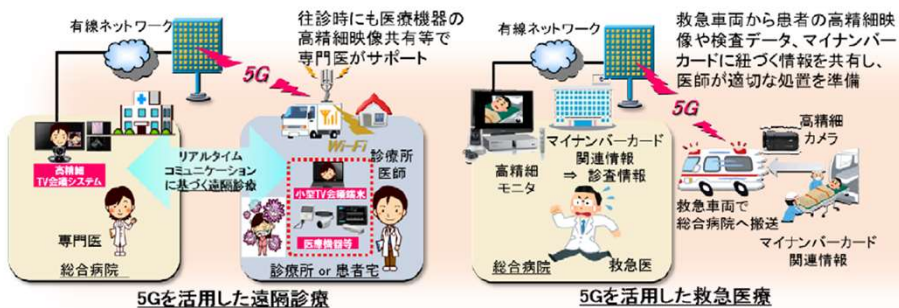 有線ネットワーク
往診時にも医療機器の
高精細映像共有等で
専門医がサポート
5G
Wi-Fi
高精細
TV会議システム
リアルタイム
コミュニケーション
に基づく遠隔診療
診療所
医師
小型TV会議端末
医療機器等
専門医
総合病院
診療所 or 患者宅
5Gを活用した遠隔診療
有線ネットワーク
救急車両から患者の高精細映
像や検査データ、マイナンバー
カードに紐づく情報を共有し、
医師が適切な処置を準備
5G
高精細
カメラ
高精細
モニタ
マイナンバーカード
関連情報
⇒ 診査情報
救急車両で
総合病院へ搬送
マイナンバーカード
関連情報
総合病院
救急医
5Gを活用した救急医療